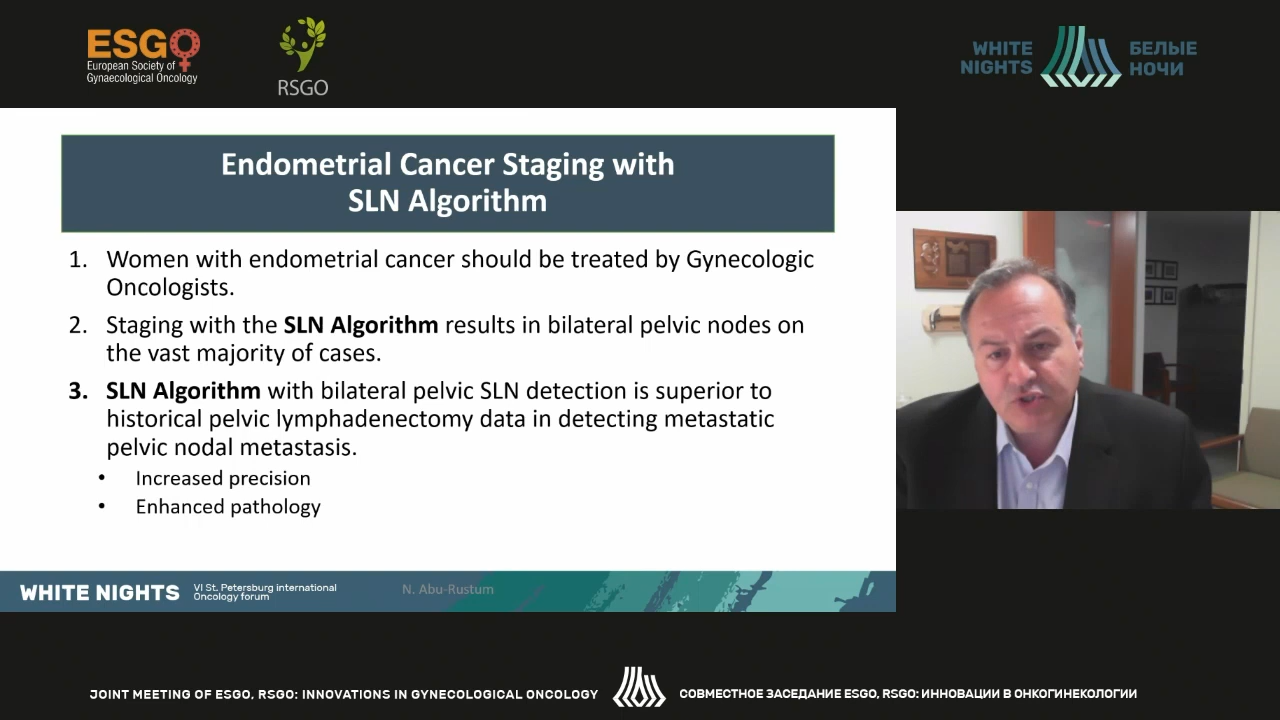 ESGO
European Society of
Gynaecological Oncology
RSGO
WHITE
NIGHTS
БЕЛЫЕ
НОЧИ
Endometrial Cancer Staging with
SLN Algorithm
1. Women with endometrial cancer should be treated by Gynecologic
Oncologists.
2. Staging with the SLN Algorithm results in bilateral pelvic nodes on
the vast majority of cases.
3. SLN Algorithm with bilateral pelvic SLN detection is superior to
historical pelvic lymphadenectomy data in detecting metastatic
pelvic nodal metastasis.
• Increased precision
• Enhanced pathology
WHITE NIGHTS
VI St. Petersburg international
Oncology forum
N. Abu-Rustum
JOINT MEETING OF ESGO, RSGO: INNOVATIONS IN GYNECOLOGICAL ONCOLOGY
СОВМЕСТНОЕ ЗАСЕДАНИЕ ESGO, RSGO: ИННОВАЦИИ В ОНКОГИНЕКОЛОГИИ